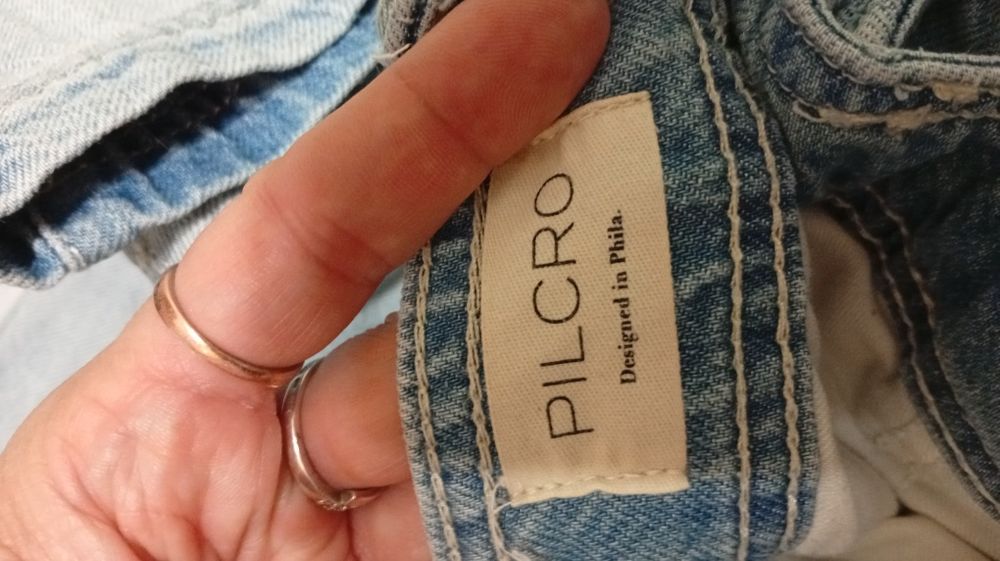 PILCRO
Designed in Phila.